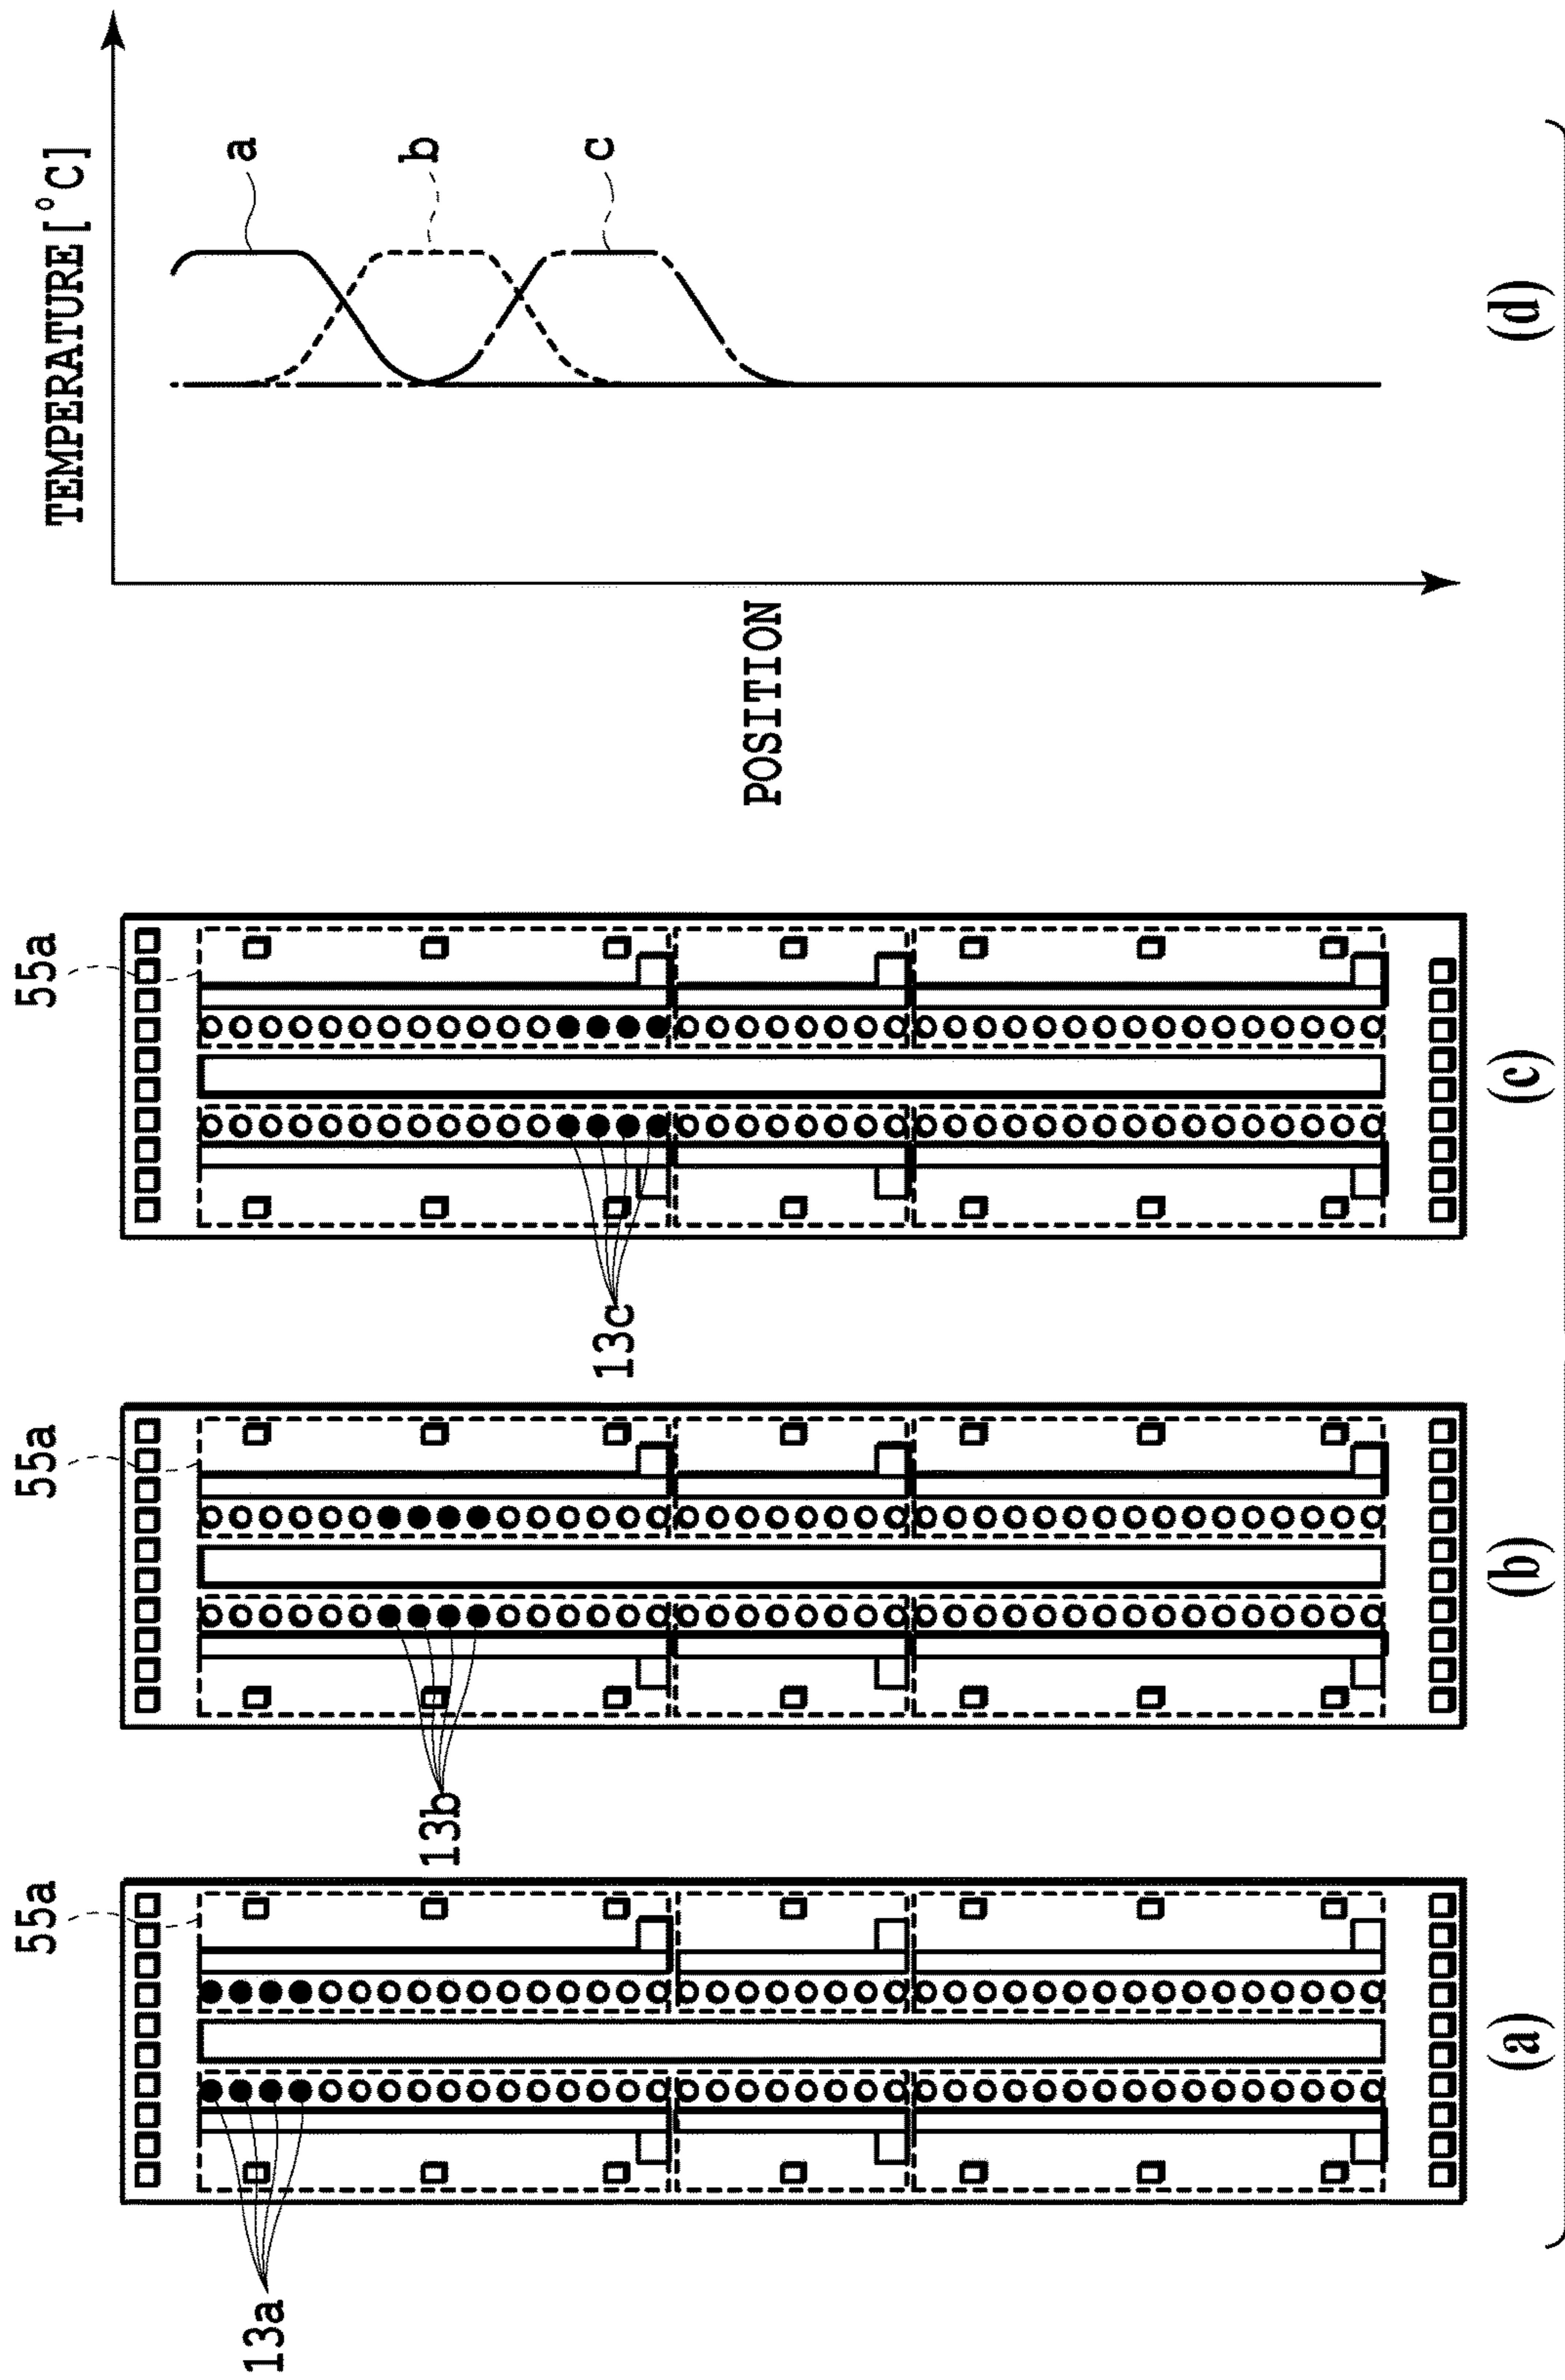 13a
55a
(a)
13b
55a
(b)
13c
55a
(c)
POSITION
TEMPERATURE[°C]
a
b
c
(d)